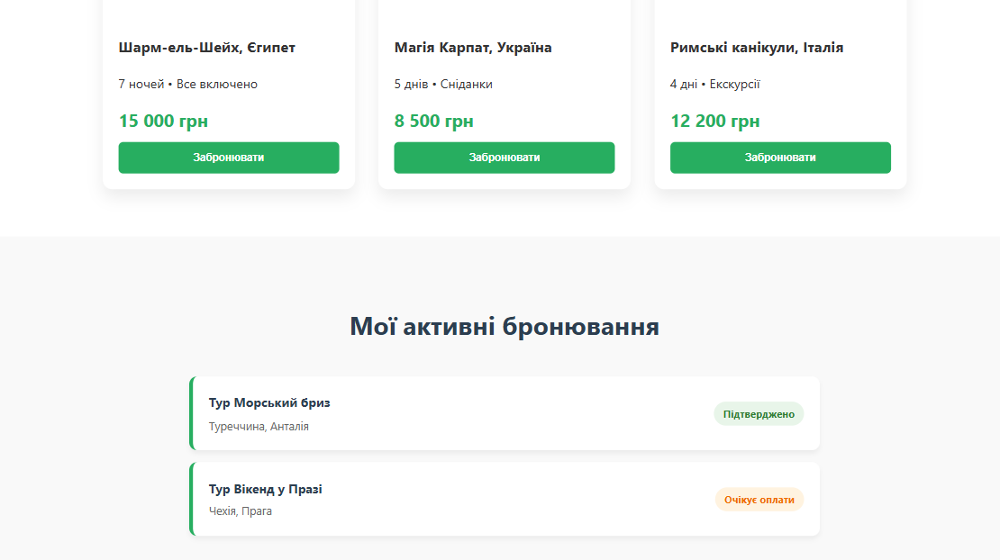 Шарм-ель-Шейх, Єгипет
7 ночей • Все включено
15 000 грн
Забронювати
Магія Карпат, Україна
5 днів • Сніданки
8 500 грн
Забронювати
Римські канікули, Італія
4 дні • Екскурсії
12 200 грн
Забронювати
Мої активні бронювання
Тур Морський бриз
Туреччина, Анталія
Підтверджено
Тур Вікенд у Празі
Чехія, Прага
Очікує оплати